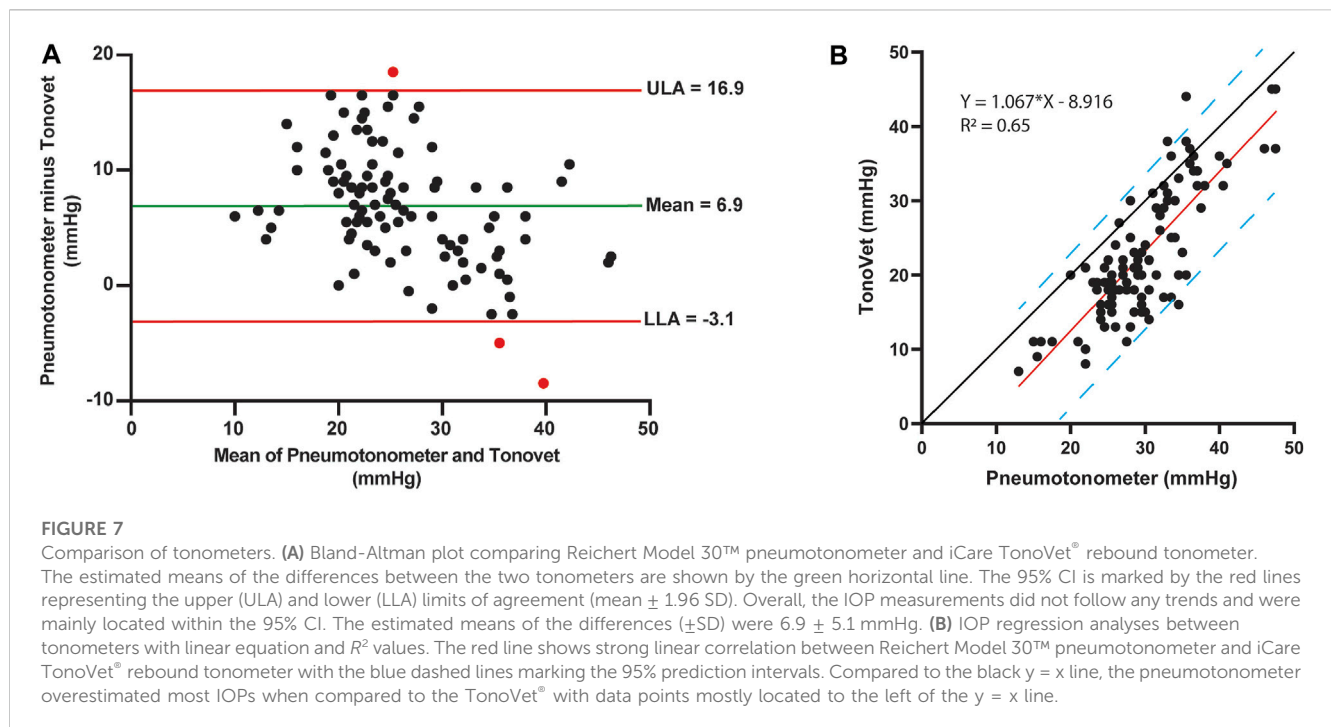 A
20
10
0
-10
Pneumotonometer minus Tonovet
(mmHg)
ULA = 16.9
Mean = 6.9
LLA = -3.1
0
10
20
30
40
50
Mean of Pneumotonometer and Tonovet
(mmHg)
B
50
40
30
20
10
0
TonoVet (mmHg)
Y = 1.067*X - 8.916
R² = 0.65
0
10
20
30
40
50
Pneumotonometer (mmHg)
FIGURE 7
Comparison of tonometers. (A) Bland-Altman plot comparing Reichert Model 30™ pneumotonometer and iCare TonoVet® rebound tonometer.
The estimated means of the differences between the two tonometers are shown by the green horizontal line. The 95% CI is marked by the red lines
representing the upper (ULA) and lower (LLA) limits of agreement (mean ± 1.96 SD). Overall, the IOP measurements did not follow any trends and were
mainly located within the 95% CI. The estimated means of the differences (±SD) were 6.9 ± 5.1 mmHg. (B) IOP regression analyses between
tonometers with linear equation and R² values. The red line shows strong linear correlation between Reichert Model 30™ pneumotonometer and iCare
TonoVet® rebound tonometer with the blue dashed lines marking the 95% prediction intervals. Compared to the black y = x line, the pneumotonometer
overestimated most IOPs when compared to the TonoVet® with data points mostly located to the left of the y = x line.